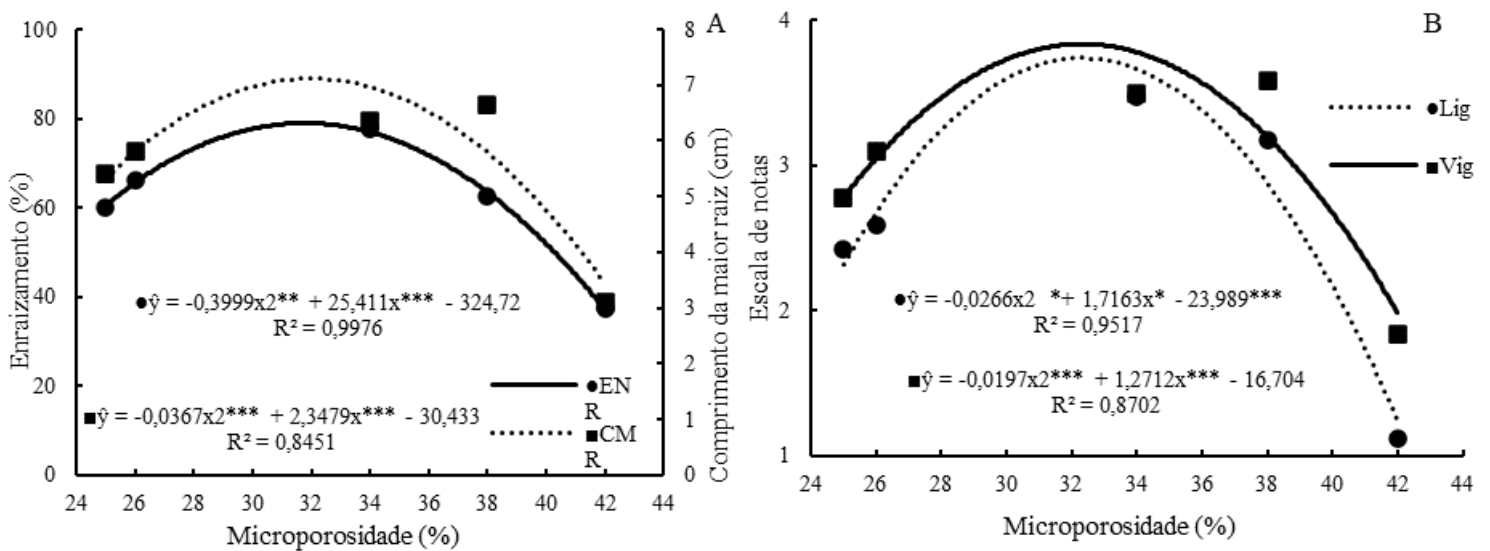 A
100
80
60
40
20
0
Enraizamento (%)
8
7
6
5
4
3
2
1
0
Comprimento da maior raiz (cm)
●ŷ = -0,3999x2** + 25,411x*** - 324,72
R² = 0,9976
■ŷ = -0,0367x2*** + 2,3479x*** - 30,433
R² = 0,8451
●EN
R
■CM
R
24 26 28 30 32 34 36 38 40 42 44
Microporosidade (%)
B
4
3
2
1
Escala de notas
●Lig
■Vig
●ŷ = -0,0266x2 *+ 1,7163x* - 23,989***
R² = 0,9517
■ŷ = -0,0197x2*** + 1,2712x*** - 16,704
R² = 0,8702
24 26 28 30 32 34 36 38 40 42 44
Microporosidade (%)